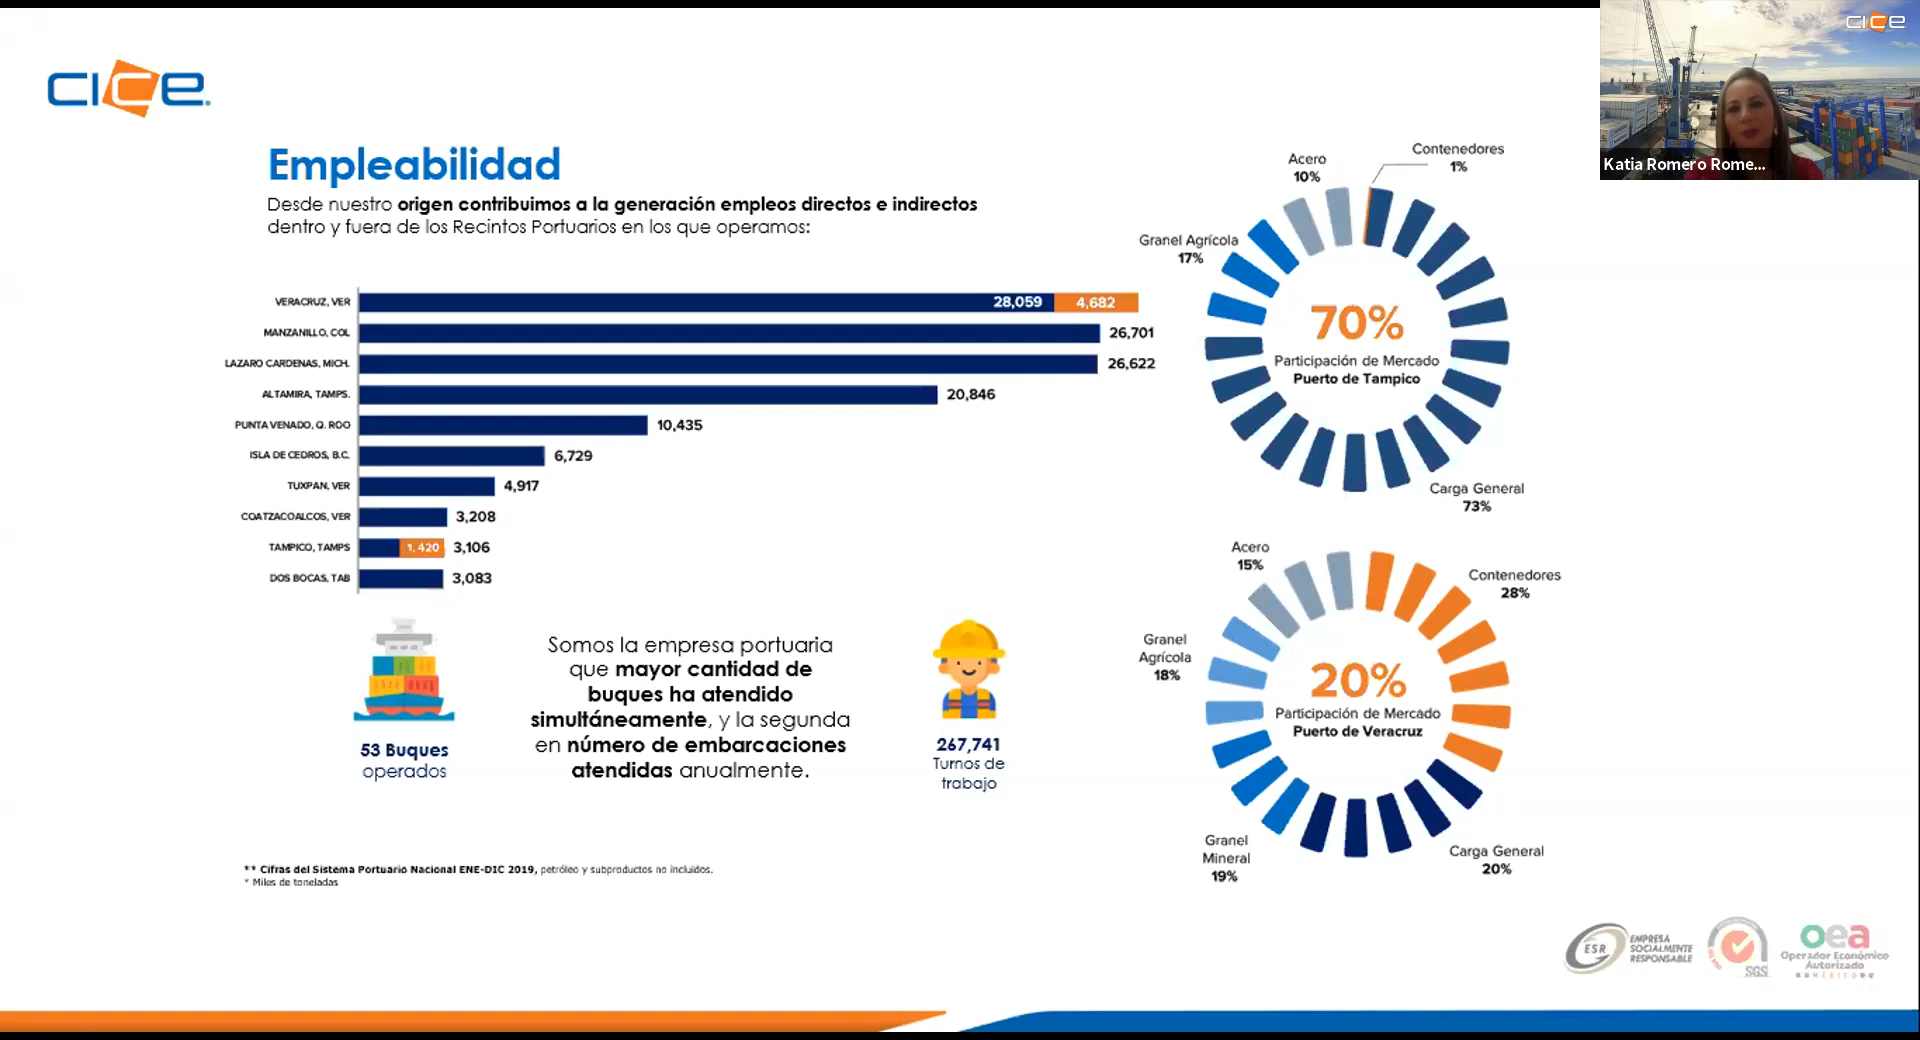 cice
Empleabilidad
Desde nuestro origen contribuimos a la generación empleos directos e indirectos
dentro y fuera de los Recintos Portuarios en los que operamos:
VERACRUZ, VER
28,059
4,682
MANZANILLO, COL
26,701
LAZARO CARDENAS, MICH.
26,622
ALTAMIRA, TAMPS.
20,846
PUNTA VENADO, Q. ROO
10,435
ISLA DE CEDROS, B.C.
6,729
TUXPAN, VER
4,917
COATZACOALCOS, VER
3,208
TAMPICO, TAMPS
1,420
3,106
DOS BOCAS, TAB
3,083
53 Buques
operados
Somos la empresa portuaria
que mayor cantidad de
buques ha atendido
simultáneamente, y la segunda
en número de embarcaciones
atendidas anualmente.
267,741
Turnos de
trabajo
** Cifras del Sistema Portuario Nacional ENE-DIC 2019, petróleo y subproductos no incluidos.
* Miles de toneladas
Acero
10%
Contenedores
1%
Granel Agrícola
17%
70%
Participación de Mercado
Puerto de Tampico
Carga General
73%
Acero
15%
Contenedores
28%
Granel
Agrícola
18%
20%
Participación de Mercado
Puerto de Veracruz
Granel
Mineral
19%
Carga General
20%
cice
Katia Romero Rome...
ESR
EMPRESA
SOCIALMENTE
RESPONSABLE
SGS
oea
Operador Económico
Autorizado
MÉXICO